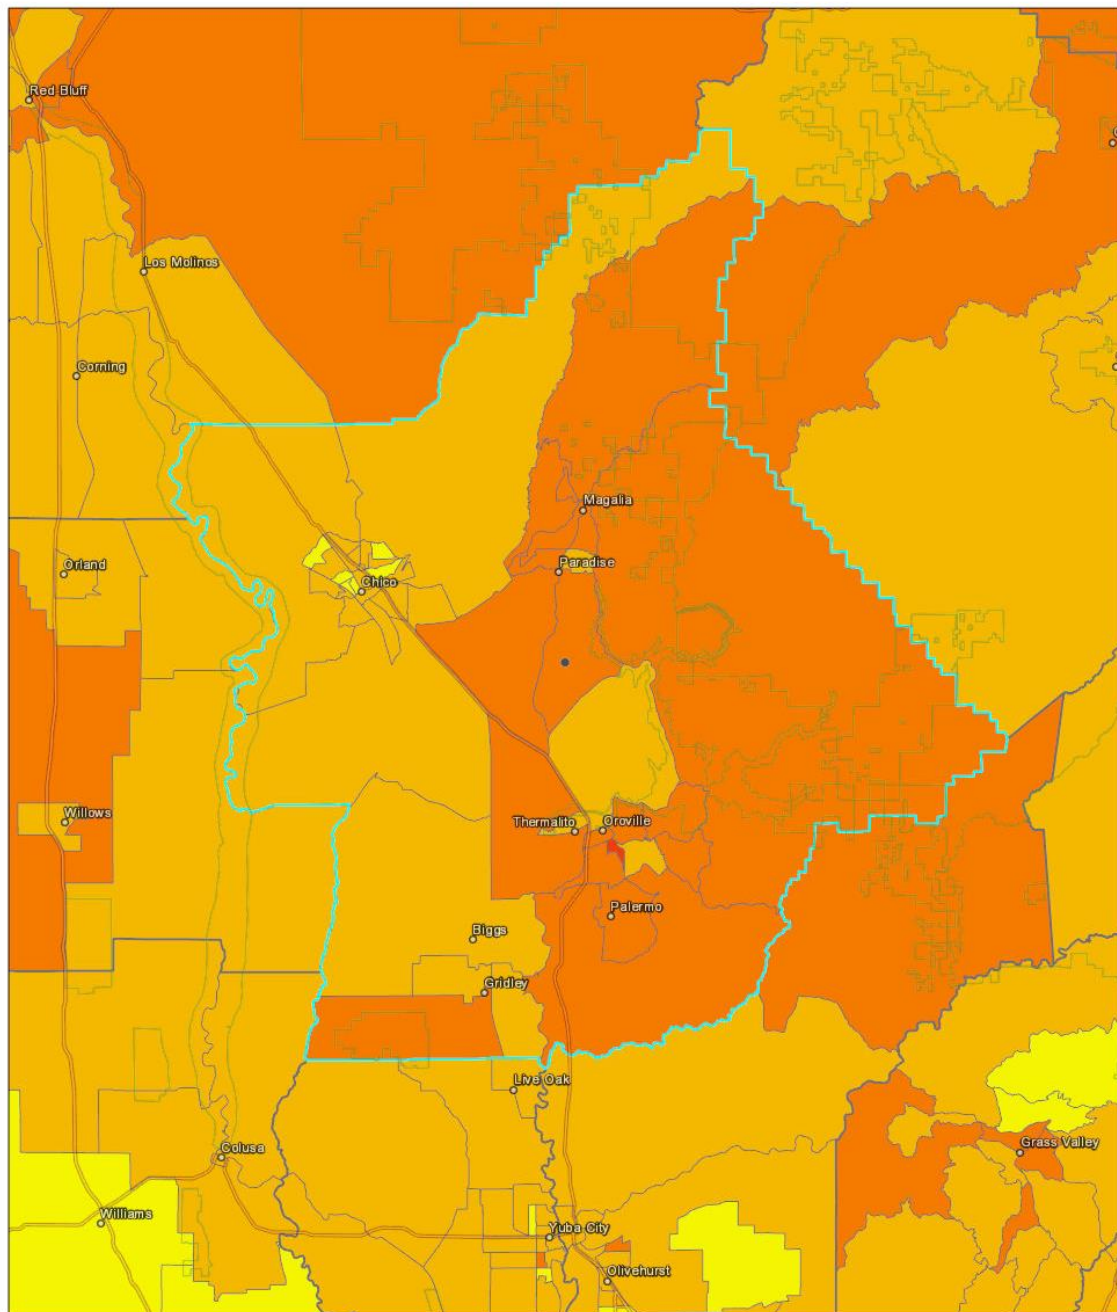 Red Bluff
Los Molinos
Corning
Magalia
Orland
Paradise
Chico
Willows
Thermalito
Oroville
Palermo
Biggs
Gridley
Live Oak
Colusa
Grass Valley
Williams
Yuba City
Olivehurst